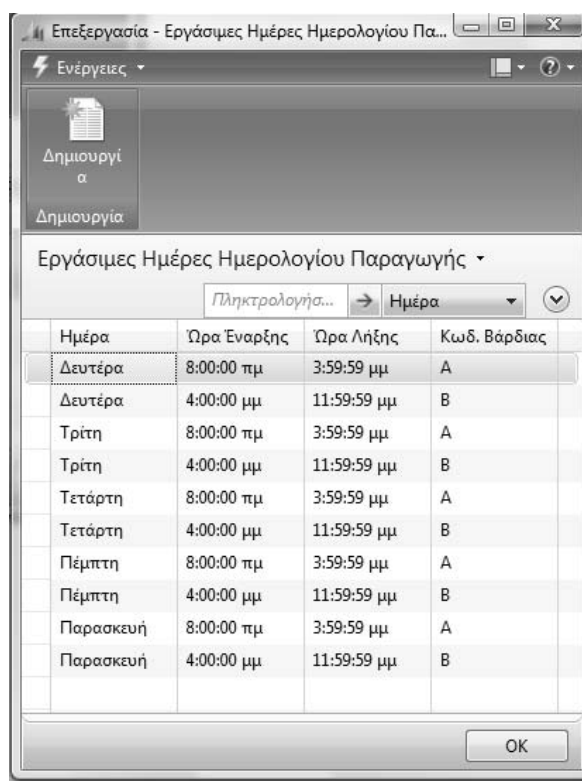 Επεξεργασία - Εργάσιμες Ημέρες Ημερολογίου Πα...
Ενέργειες
Δημιουργί
α
Δημιουργία
Εργάσιμες Ημέρες Ημερολογίου Παραγωγής
Πληκτρολογήσ... Ημέρα
Ημέρα Ώρα Έναρξης Ώρα Λήξης Κωδ. Βάρδιας
Δευτέρα 8:00:00 πμ 3:59:59 μμ A
Δευτέρα 4:00:00 μμ 11:59:59 μμ B
Τρίτη 8:00:00 πμ 3:59:59 μμ A
Τρίτη 4:00:00 μμ 11:59:59 μμ B
Τετάρτη 8:00:00 πμ 3:59:59 μμ A
Τετάρτη 4:00:00 μμ 11:59:59 μμ B
Πέμπτη 8:00:00 πμ 3:59:59 μμ A
Πέμπτη 4:00:00 μμ 11:59:59 μμ B
Παρασκευή 8:00:00 πμ 3:59:59 μμ A
Παρασκευή 4:00:00 μμ 11:59:59 μμ B
OK